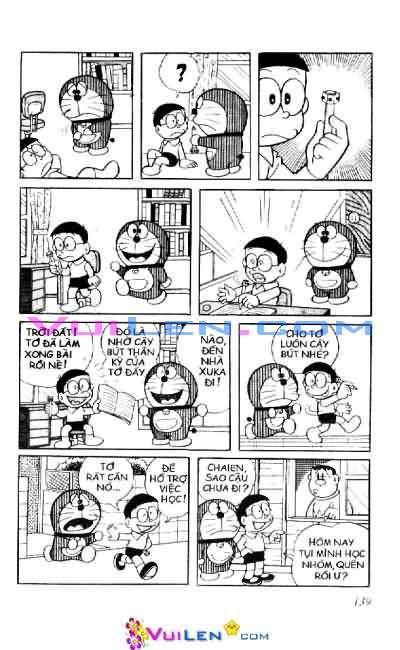 ?
TRỜI ĐẤT!
TỚ ĐÃ LÀM
XONG BÀI
RỒI NÈ!
ĐÓ LÀ
NHỜ CÂY
BÚT THẦN
KỲ CỦA
TỚ ĐẤY
NÀO,
ĐẾN
NHÀ
XUKA
ĐI!
CHO TỚ
LUÔN CÂY
BÚT NHÉ?
VUILEN.COM
TỚ
RẤT CẦN
NÓ...
ĐỂ
HỖ TRỢ
VIỆC
HỌC!
CHAIEN,
SAO CẬU
CHƯA ĐI?
HÔM NAY
TỤI MÌNH HỌC
NHÓM, QUÊN
RỒI Ư?
139
VUILEN.COM